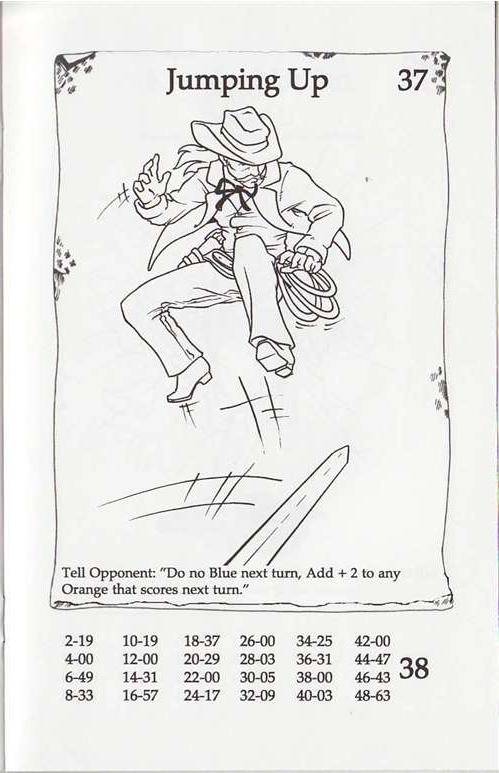 Jumping Up 37
Tell Opponent: "Do no Blue next turn, Add + 2 to any
Orange that scores next turn."
2-19 10-19 18-37 26-00 34-25 42-00
4-00 12-00 20-29 28-03 36-31 44-47
6-49 14-31 22-00 30-05 38-00 46-43
8-33 16-57 24-17 32-09 40-03 48-63
38